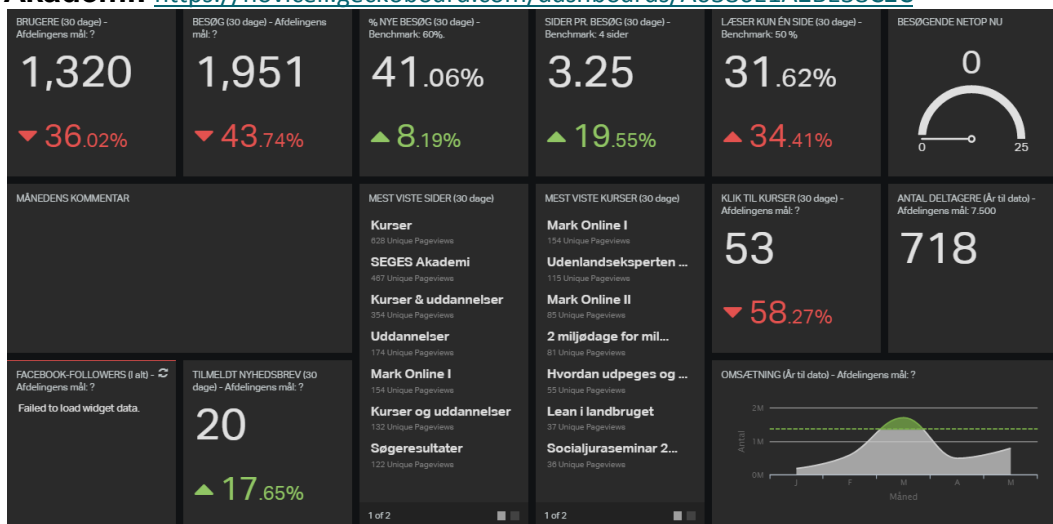 BRUGERE (30 dage) -
Afdelingens mål: ?
1,320
36.02%
BESØG (30 dage) - Afdelingens
mål: ?
1,951
43.74%
% NYE BESØG (30 dage) -
Benchmark: 60%.
41.06%
8.19%
SIDER PR. BESØG (30 dage) -
Benchmark: 4 sider
3.25
19.55%
LÆSER KUN ÉN SIDE (30 dage) -
Benchmark: 50 %
31.62%
34.41%
BESØGENDE NETOP NU
0
0
25
MÅNEDENS KOMMENTAR
MEST VISTE SIDER (30 dage)
Kurser
628 Unique Pageviews
SEGES Akademi
467 Unique Pageviews
Kurser & uddannelser
354 Unique Pageviews
Uddannelser
174 Unique Pageviews
Mark Online I
154 Unique Pageviews
Kurser og uddannelser
132 Unique Pageviews
Søgeresultater
122 Unique Pageviews
1 of 2
MEST VISTE KURSER (30 dage)
Mark Online I
154 Unique Pageviews
Udenlandseksperten ...
115 Unique Pageviews
Mark Online II
85 Unique Pageviews
2 miljødage for mil...
81 Unique Pageviews
Hvordan udpeges og ...
55 Unique Pageviews
Lean i landbruget
37 Unique Pageviews
Socialjuraseminar 2...
36 Unique Pageviews
1 of 2
KLIK TIL KURSER (30 dage) -
Afdelingens mål: ?
53
58.27%
ANTAL DELTAGERE (År til dato) -
Afdelingens mål: 7.500
718
FACEBOOK-FOLLOWERS (I alt) -
Afdelingens mål: ?
Failed to load widget data.
TILMELDT NYHEDSBREV (30
dage) - Afdelingens mål: ?
20
17.65%
OMSÆTNING (År til dato) - Afdelingens mål: ?
Antal
2M
1M
0M
J F M A M
Måned